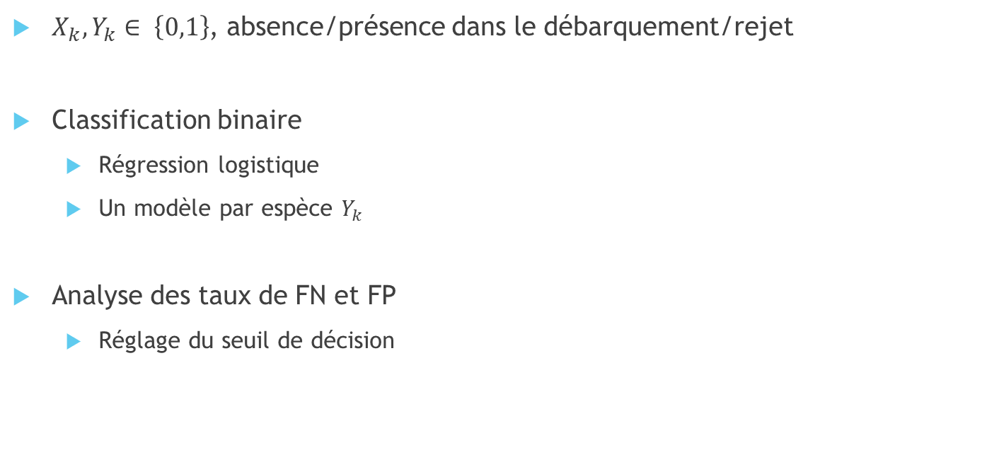 X_k, Y_k ∈ {0,1}, absence/présence dans le débarquement/rejet
Classification binaire
Régression logistique
Un modèle par espèce Y_k
Analyse des taux de FN et FP
Réglage du seuil de décision